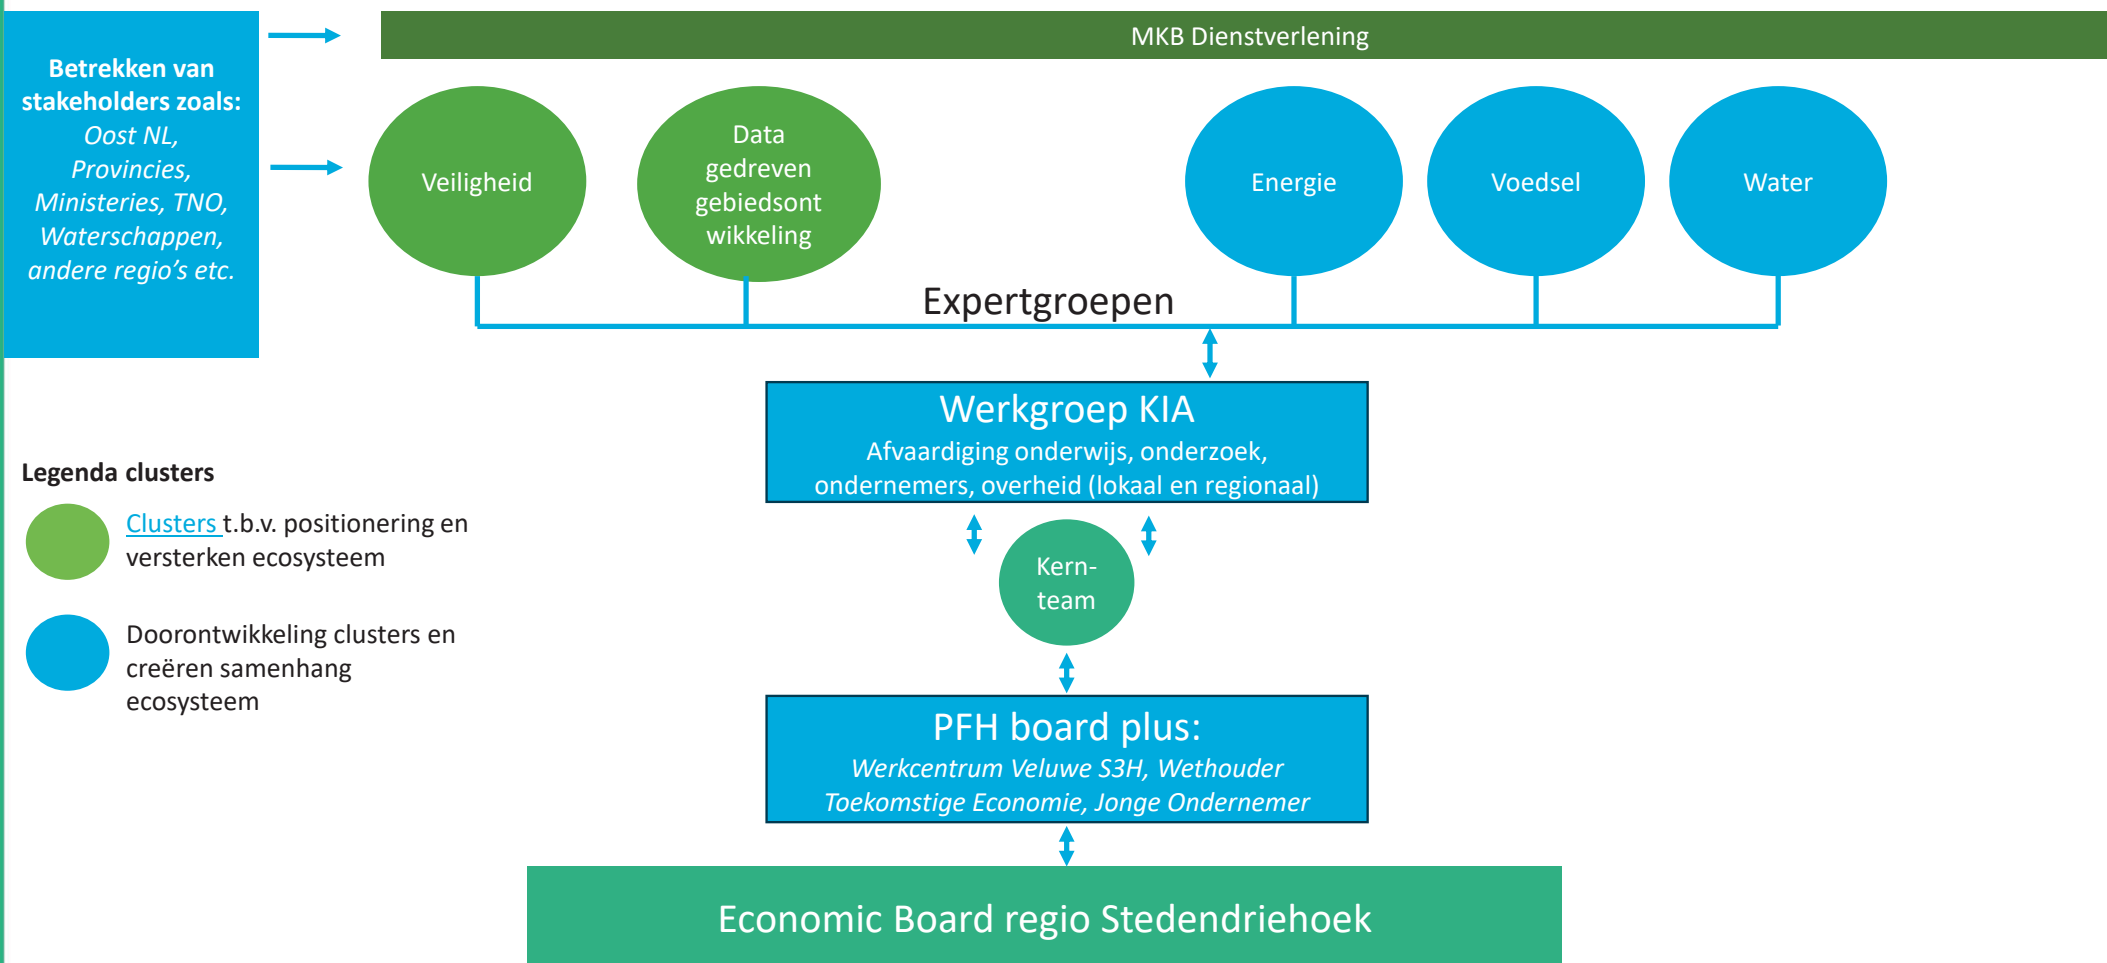 MKB Dienstverlening
Betrekken van
stakeholders zoals:
Oost NL,
Provincies,
Ministeries, TNO,
Waterschappen,
andere regio's etc.
Veiligheid
Data
gedreven
gebiedsont
wikkeling
Energie
Voedsel
Water
Expertgroepen
Werkgroep KIA
Afvaardiging onderwijs, onderzoek,
ondernemers, overheid (lokaal en regionaal)
Legenda clusters
Clusters t.b.v. positionering en
versterken ecosysteem
Doorontwikkeling clusters en
creëren samenhang
ecosysteem
Kern-
team
PFH board plus:
Werkcentrum Veluwe S3H, Wethouder
Toekomstige Economie, Jonge Ondernemer
Economic Board regio Stedendriehoek